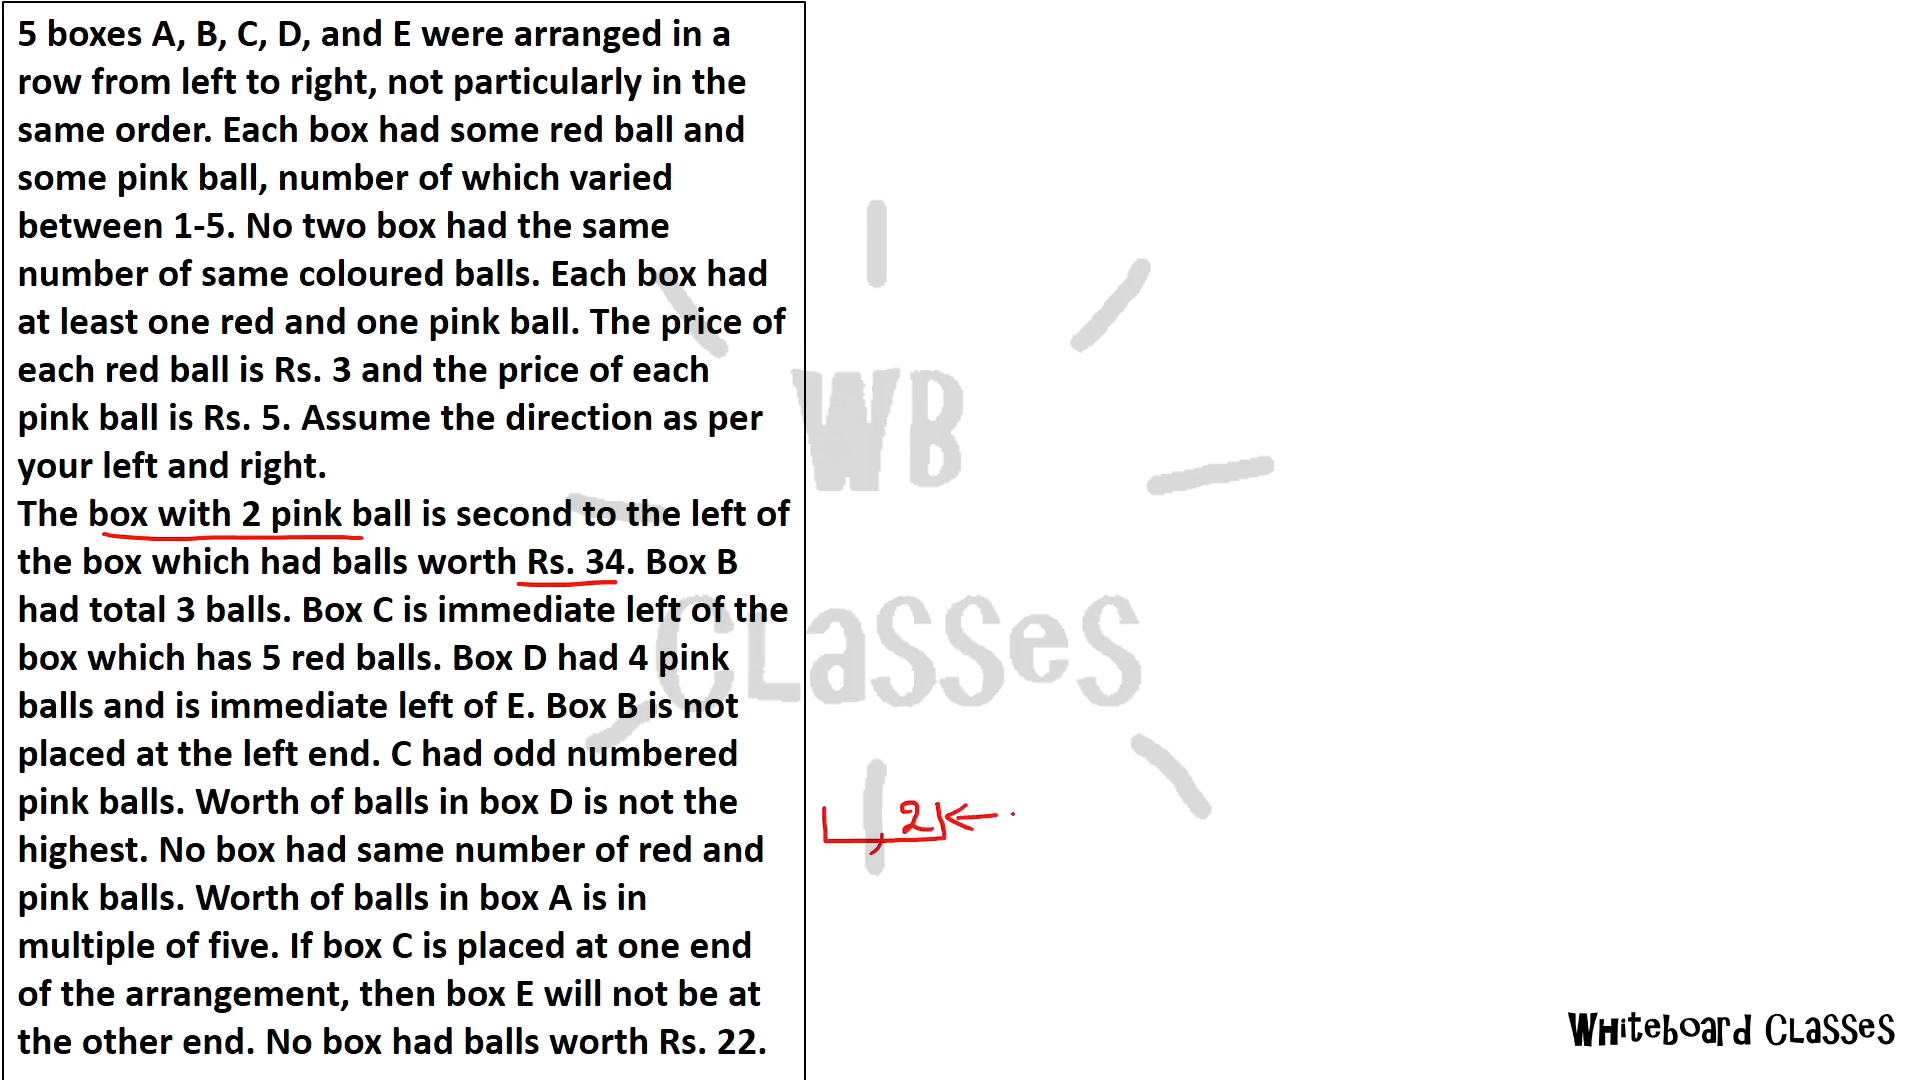 5 boxes A, B, C, D, and E were arranged in a
row from left to right, not particularly in the
same order. Each box had some red ball and
some pink ball, number of which varied
between 1-5. No two box had the same
number of same coloured balls. Each box had
at least one red and one pink ball. The price of
each red ball is Rs. 3 and the price of each
pink ball is Rs. 5. Assume the direction as per
your left and right.
The box with 2 pink ball is second to the left of
the box which had balls worth Rs. 34. Box B
had total 3 balls. Box C is immediate left of the
box which has 5 red balls. Box D had 4 pink
balls and is immediate left of E. Box B is not
placed at the left end. C had odd numbered
pink balls. Worth of balls in box D is not the
highest. No box had same number of red and
pink balls. Worth of balls in box A is in
multiple of five. If box C is placed at one end
of the arrangement, then box E will not be at
the other end. No box had balls worth Rs. 22.
WB
CLasses
, 2 ←
Whiteboard Classes